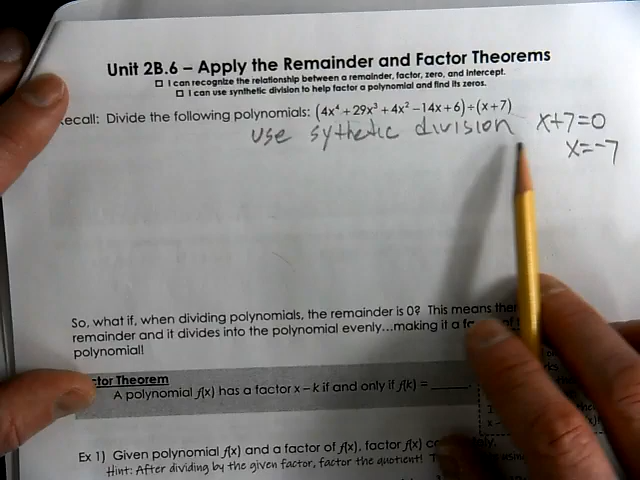 Unit 2B.6 – Apply the Remainder and Factor Theorems
☐ I can recognize the relationship between a remainder, factor, zero, and intercept.
☐ I can use synthetic division to help factor a polynomial and find its zeros.
ecall: Divide the following polynomials: (4x⁴ + 29x³ + 4x² − 14x + 6) ÷ (x + 7)
use sythetic division x+7=0
x=-7
So, what if, when dividing polynomials, the remainder is 0? This means
remainder and it divides into the polynomial evenly…making it a
polynomial!
ctor Theorem
A polynomial f(x) has a factor x – k if and only if f(k) = ______.
Ex 1) Given polynomial f(x) and a factor of f(x), factor f(x)
Hint: After dividing by the given factor, factor the quotient!